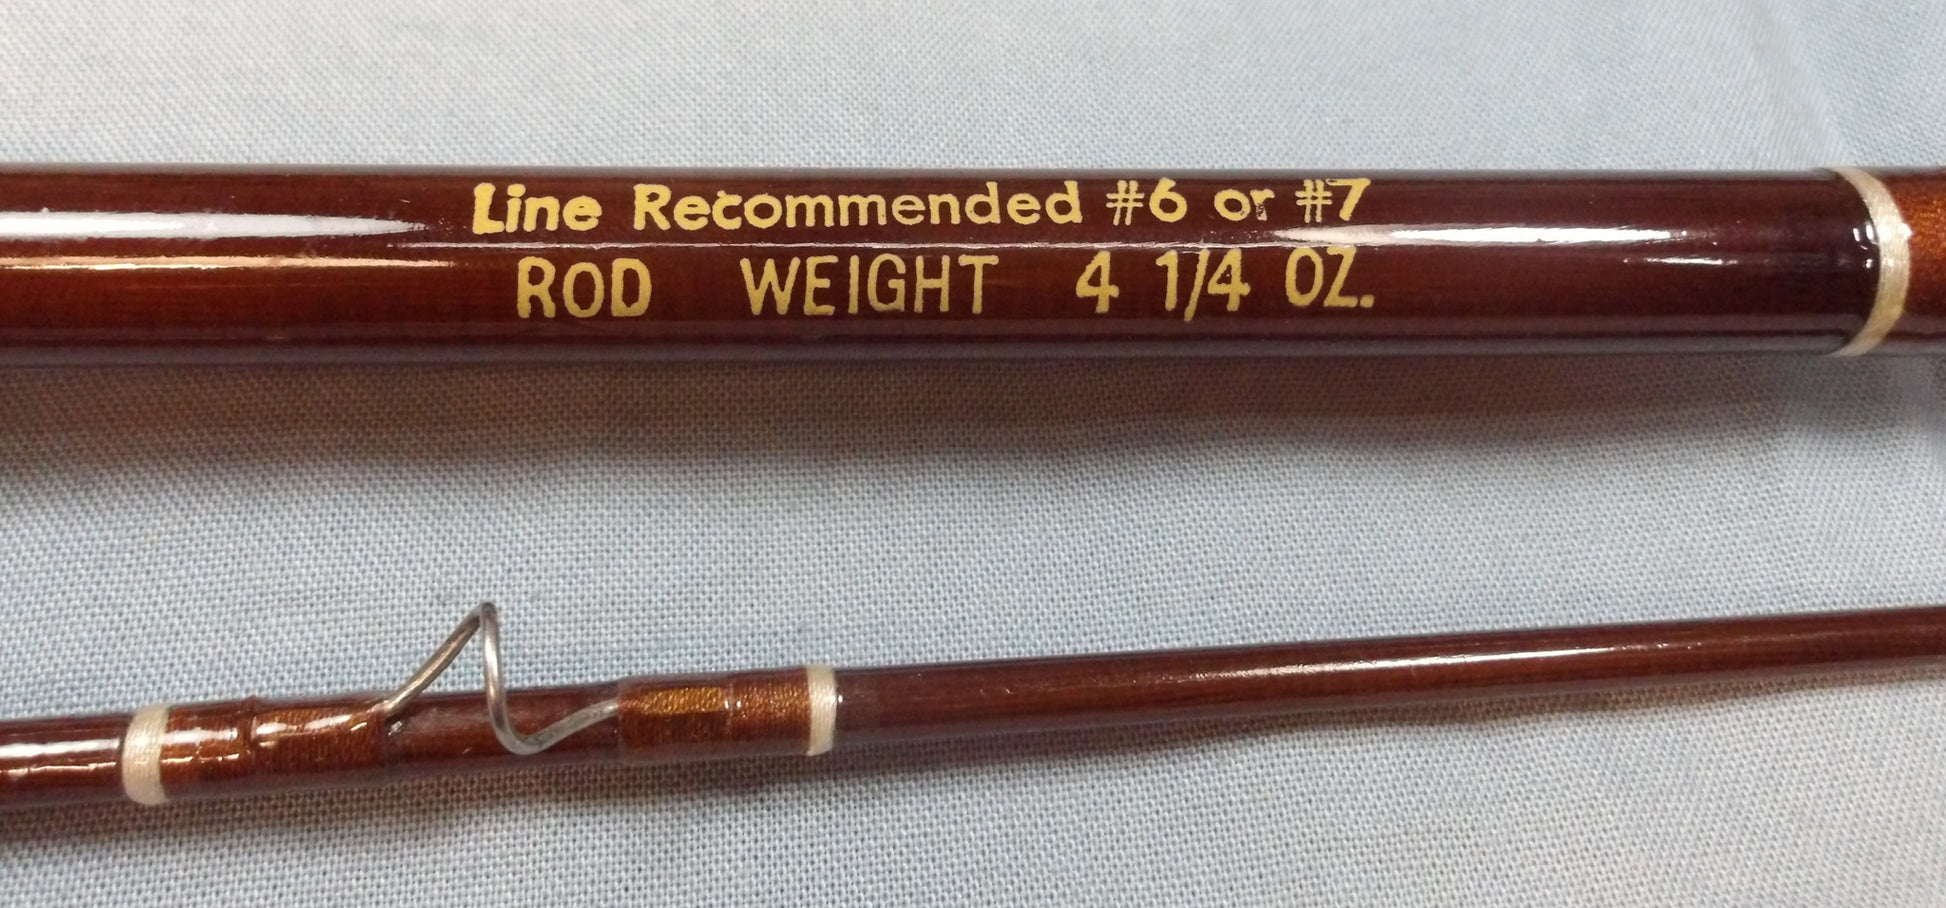 Line Recommended #6 or #7
ROD WEIGHT 4 1/4 OZ.